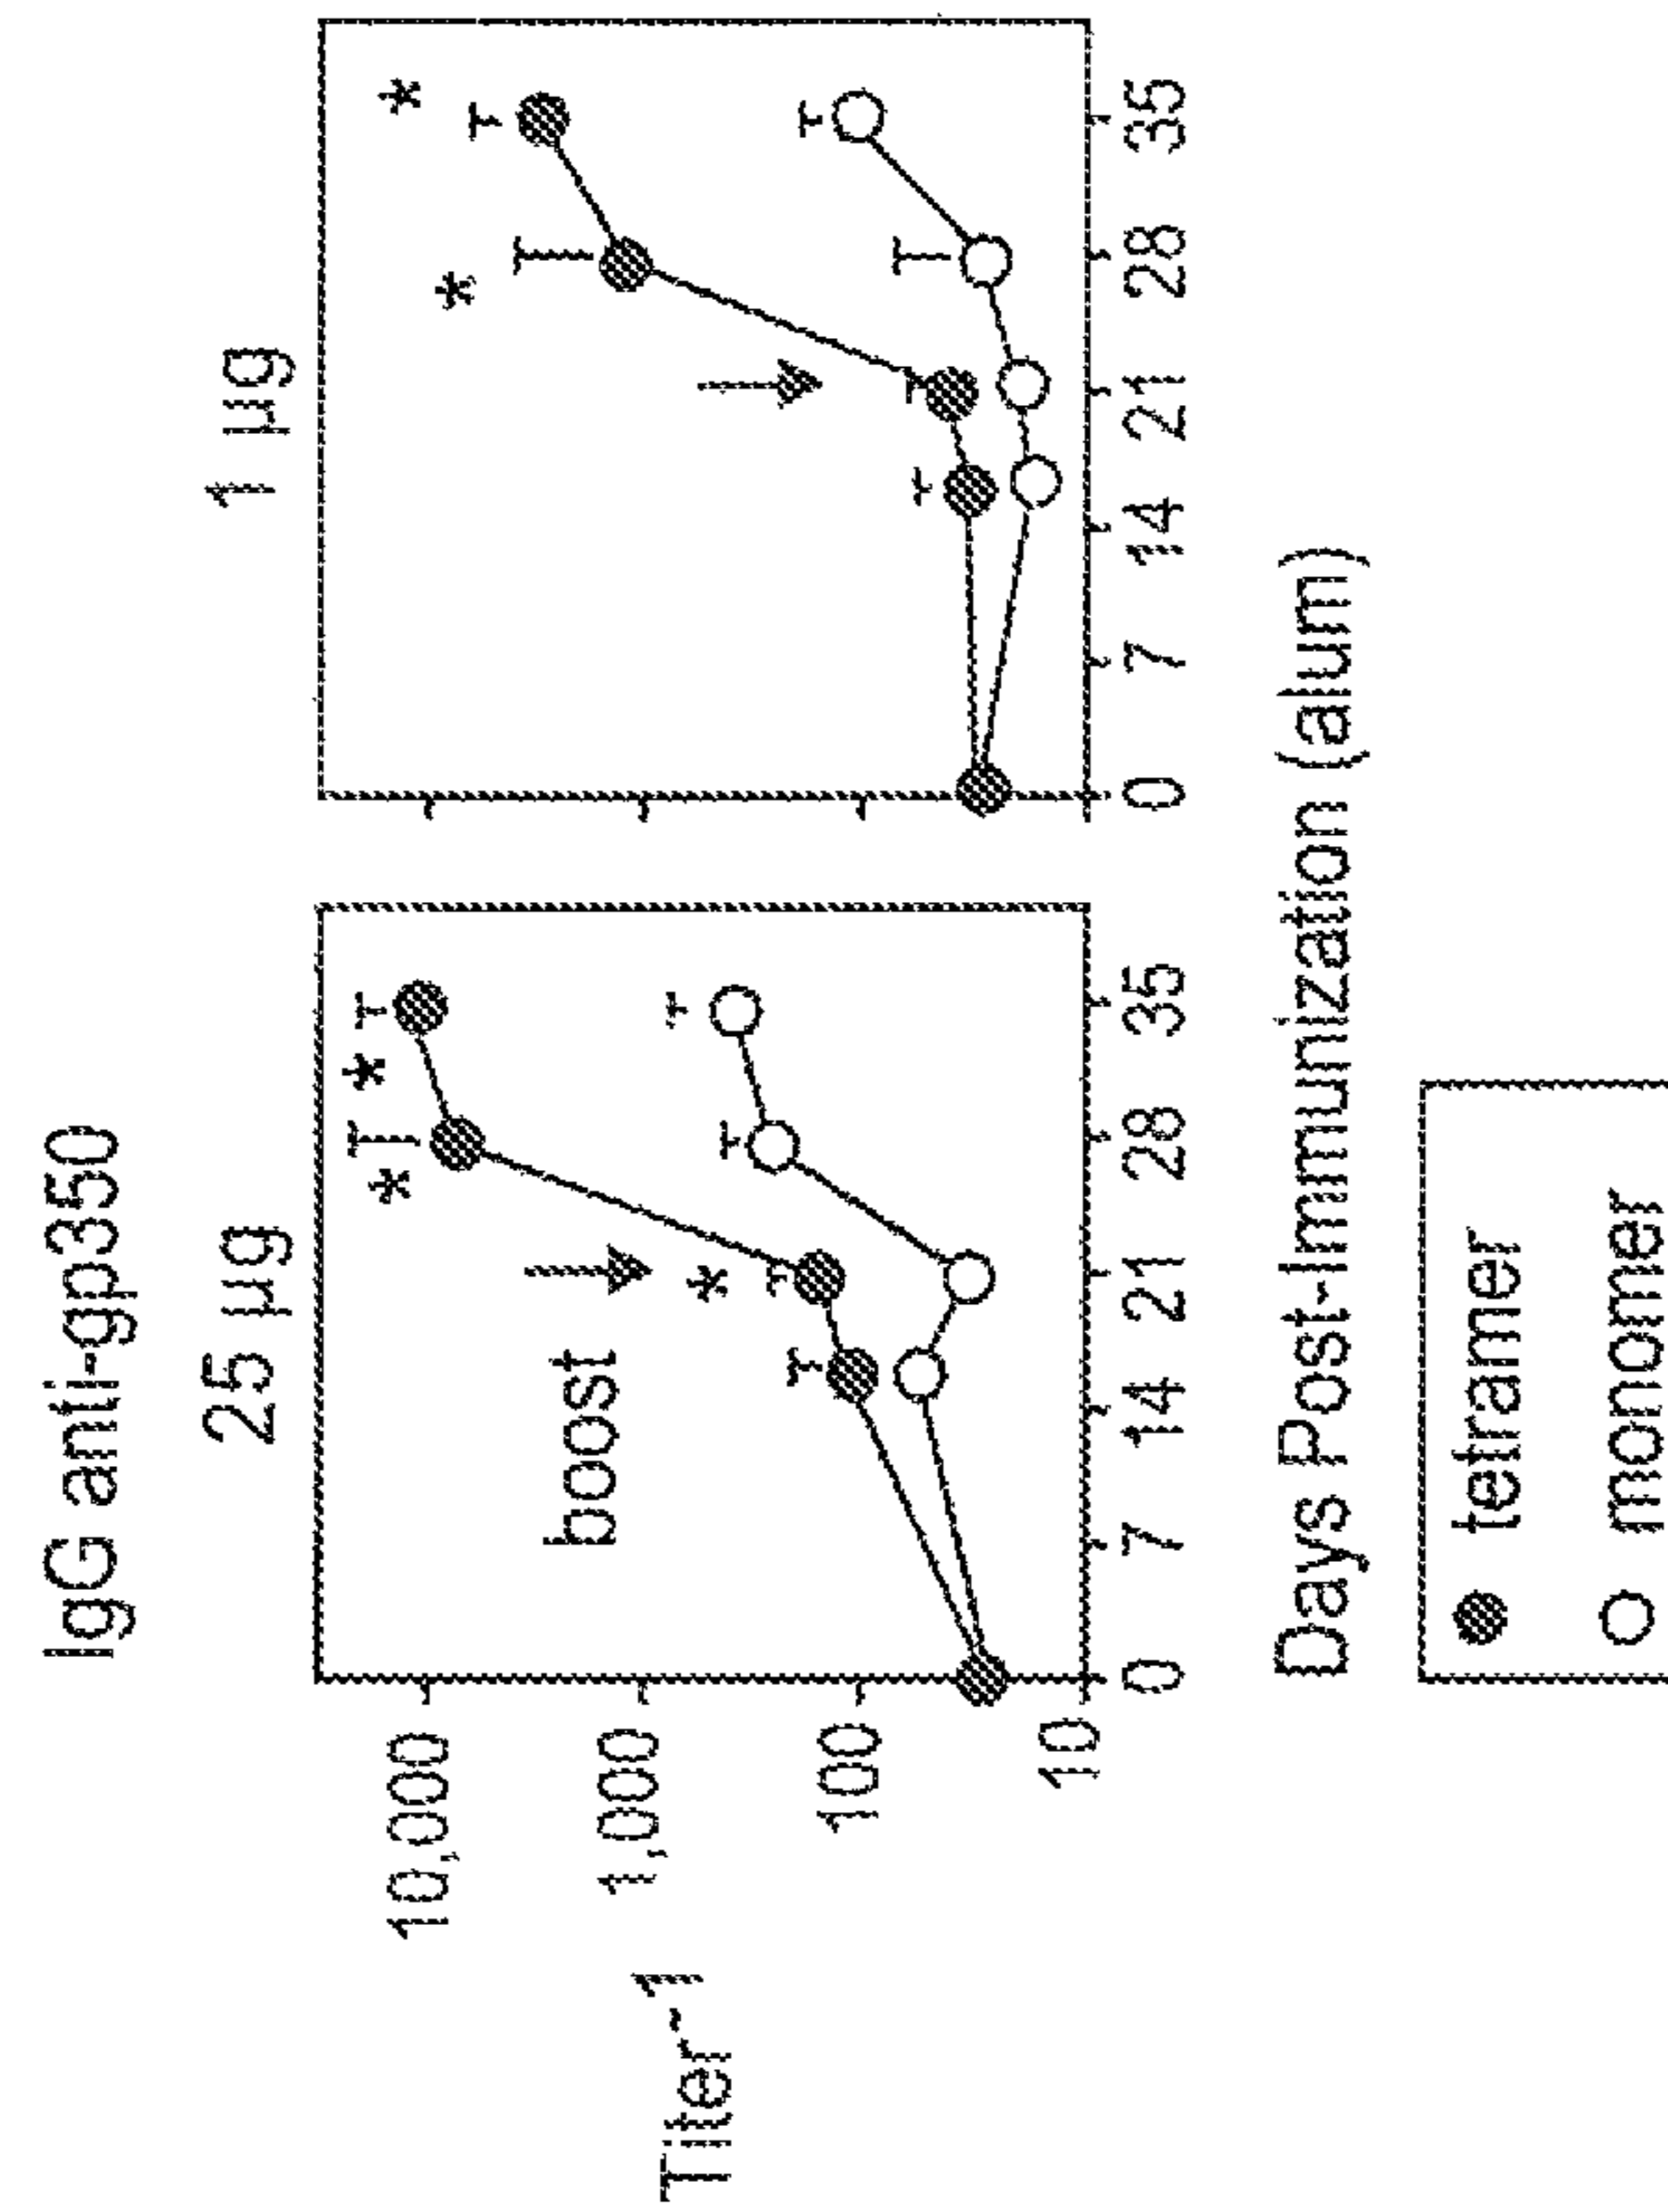 IgG anti-gp350
25 µg
1 µg
Titer~1
10,000
1,000
100
10
boost
*
*
*
*
*
0 7 14 21 28 35
0 7 14 21 28 35
Days Post-Immunization (alum)
tetramer
monomer